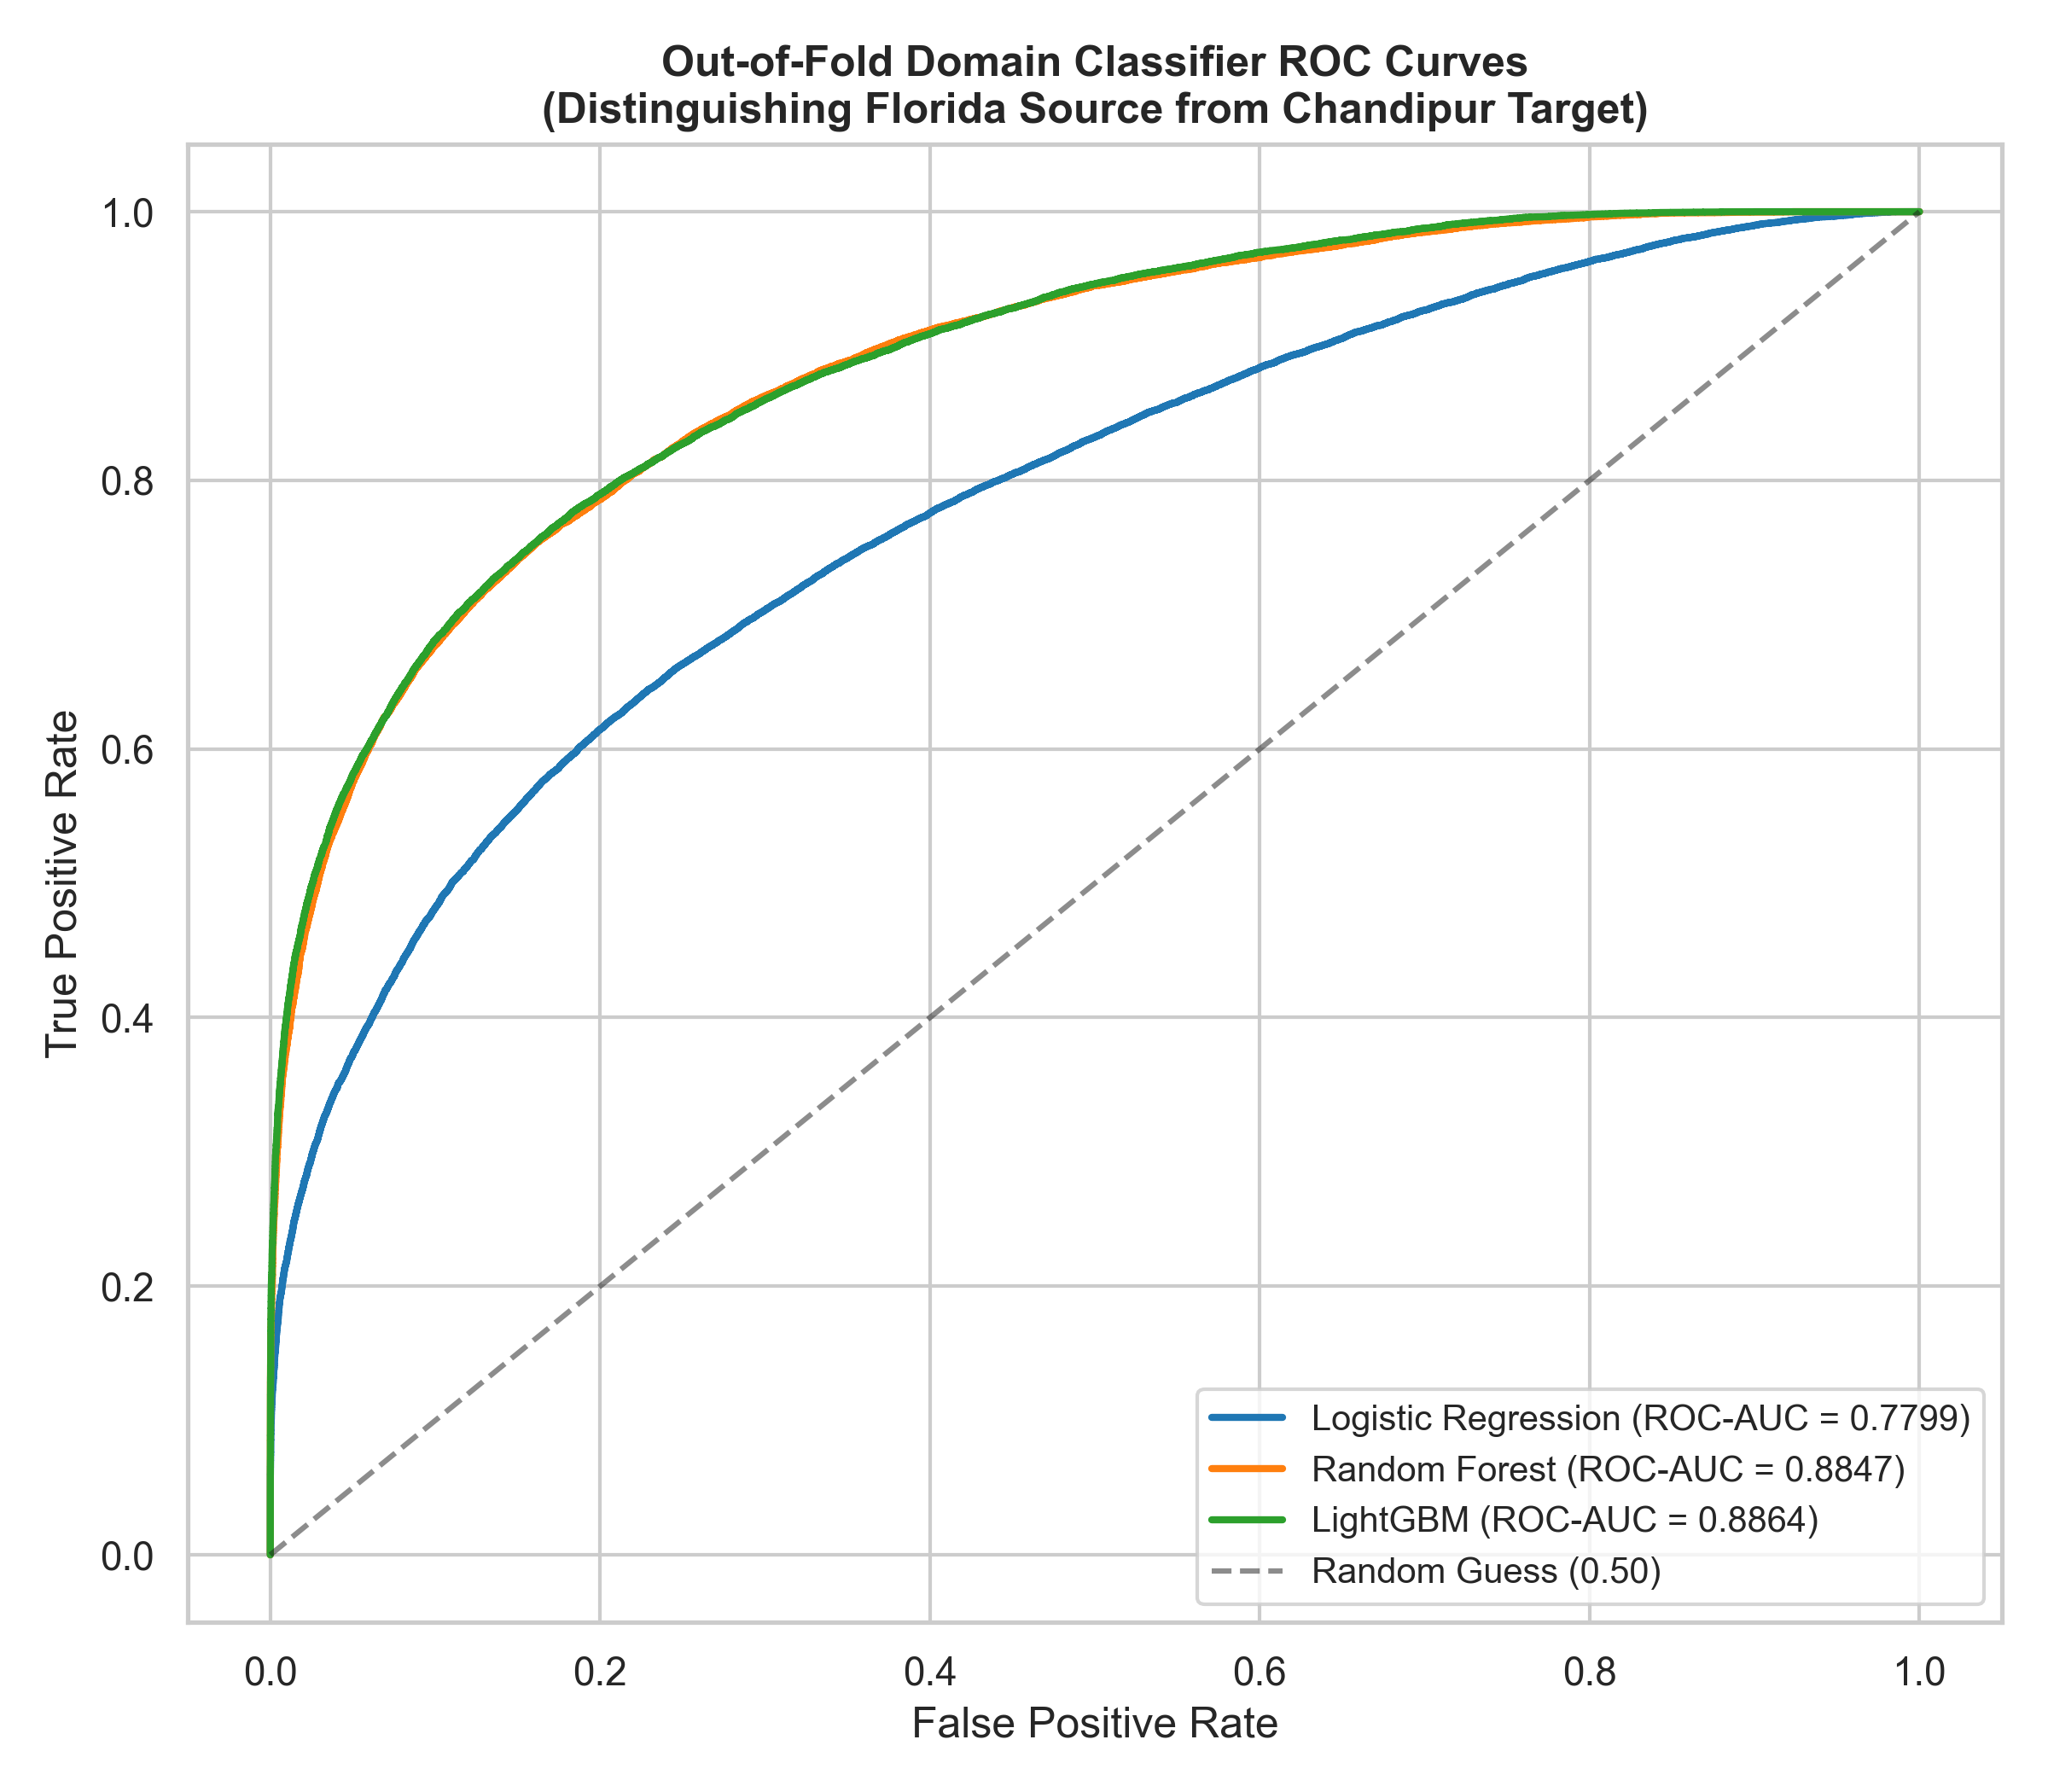 Out-of-Fold Domain Classifier ROC Curves
(Distinguishing Florida Source from Chandipur Target)
True Positive Rate
1.0
0.8
0.6
0.4
0.2
0.0
Logistic Regression (ROC-AUC = 0.7799)
Random Forest (ROC-AUC = 0.8847)
LightGBM (ROC-AUC = 0.8864)
Random Guess (0.50)
0.0 0.2 0.4 0.6 0.8 1.0
False Positive Rate